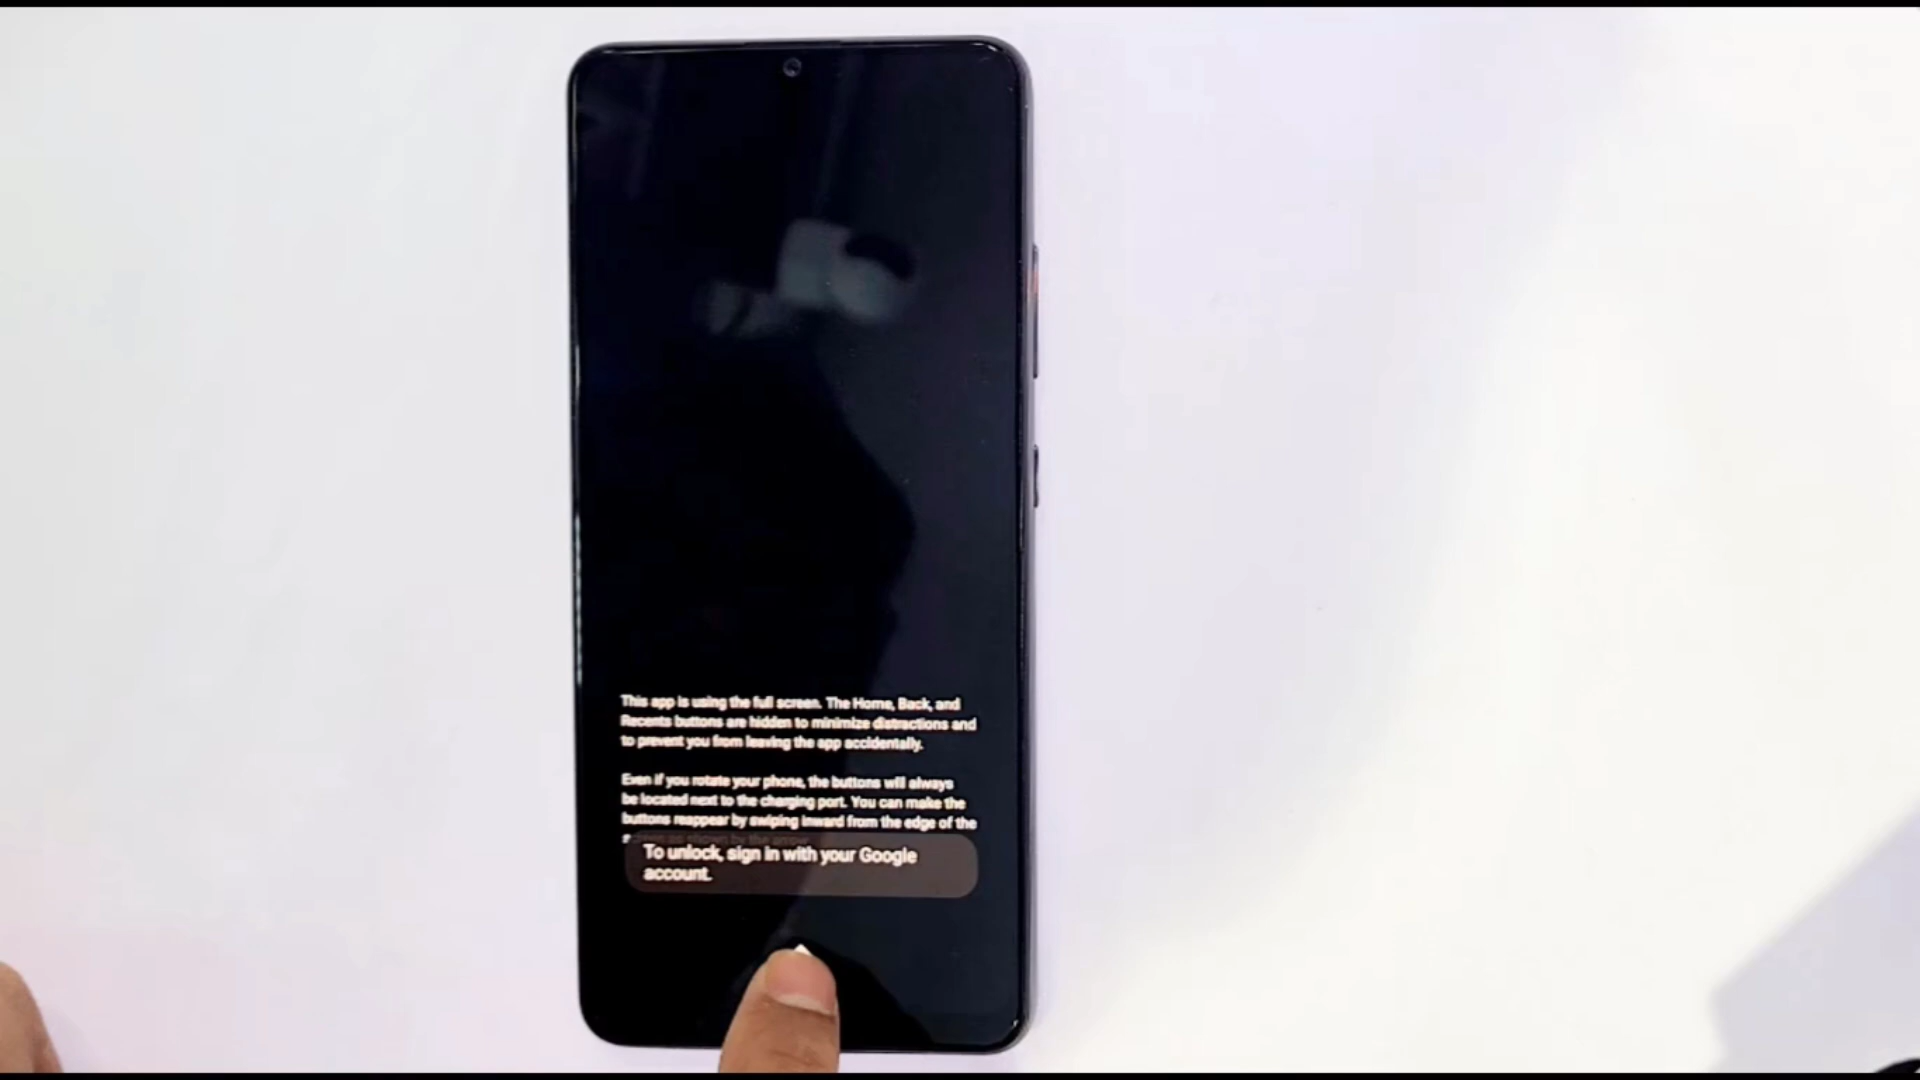 This app is using the full screen. The Home, Back, and
Recents buttons are hidden to minimize distractions and
to prevent you from leaving the app accidentally.
Even if you rotate your phone, the buttons will always
be located next to the charging port. You can make the
buttons reappear by swiping inward from the edge of the
To unlock, sign in with your Google
account.